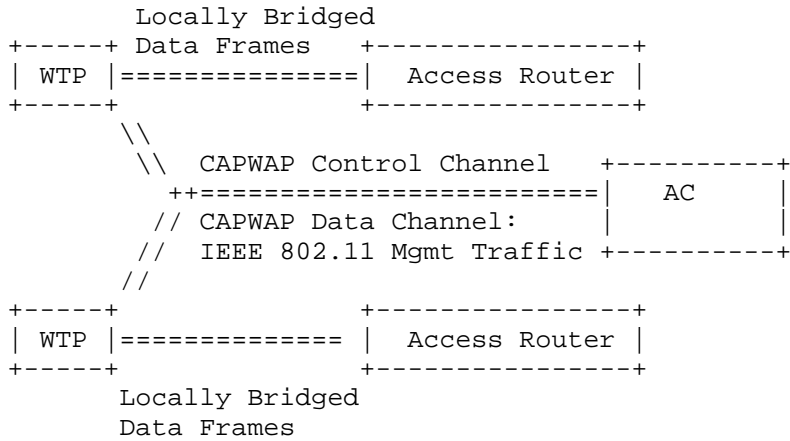 Locally Bridged
Data Frames
WTP Access Router
CAPWAP Control Channel
AC
CAPWAP Data Channel:
IEEE 802.11 Mgmt Traffic
WTP Access Router
Locally Bridged
Data Frames